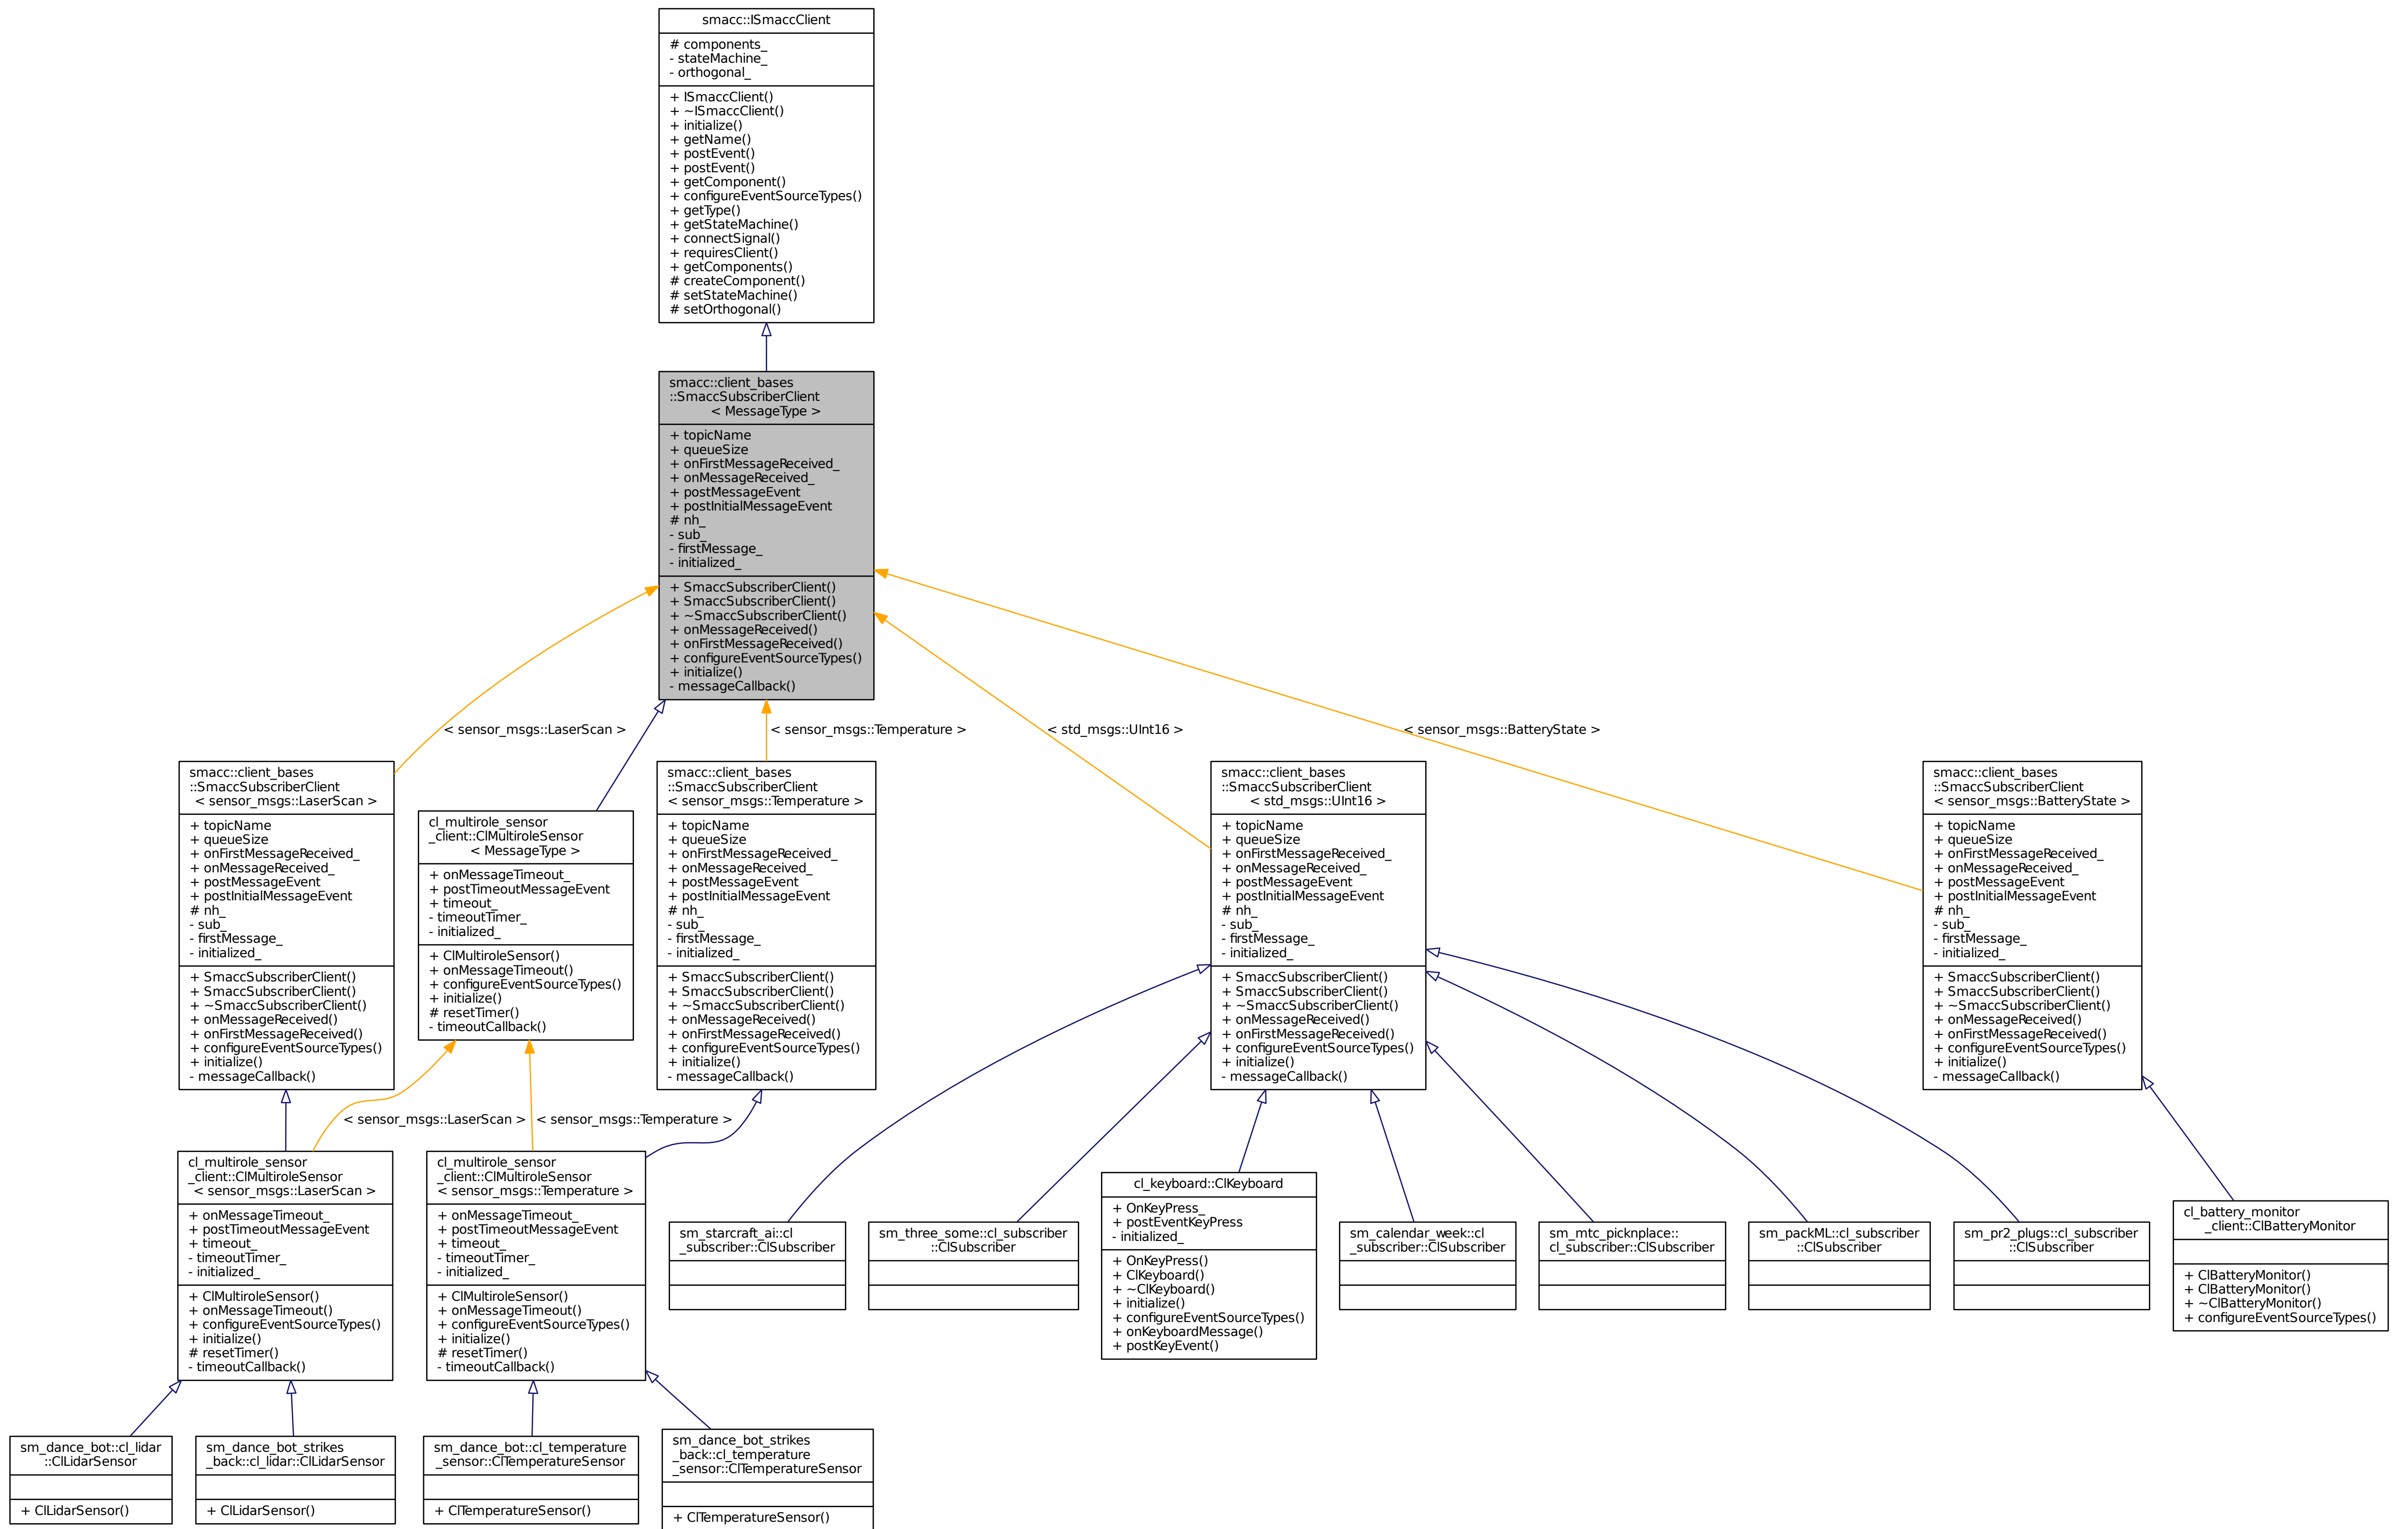 smacc::ISmaccClient
# components_
- stateMachine_
- orthogonal_
+ ISmaccClient()
+ ~ISmaccClient()
+ initialize()
+ getName()
+ postEvent()
+ postEvent()
+ getComponent()
+ configureEventSourceTypes()
+ getType()
+ getStateMachine()
+ connectSignal()
+ requiresClient()
+ getComponents()
# createComponent()
# setStateMachine()
# setOrthogonal()
smacc::client_bases
::SmaccSubscriberClient
< MessageType >
+ topicName
+ queueSize
+ onFirstMessageReceived_
+ onMessageReceived_
+ postMessageEvent
+ postInitialMessageEvent
# nh_
- sub_
- firstMessage_
- initialized_
+ SmaccSubscriberClient()
+ SmaccSubscriberClient()
+ ~SmaccSubscriberClient()
+ onMessageReceived()
+ onFirstMessageReceived()
+ configureEventSourceTypes()
+ initialize()
- messageCallback()
< sensor_msgs::LaserScan >
< sensor_msgs::Temperature >
< std_msgs::UInt16 >
< sensor_msgs::BatteryState >
smacc::client_bases
::SmaccSubscriberClient
< sensor_msgs::LaserScan >
+ topicName
+ queueSize
+ onFirstMessageReceived_
+ onMessageReceived_
+ postMessageEvent
+ postInitialMessageEvent
# nh_
- sub_
- firstMessage_
- initialized_
+ SmaccSubscriberClient()
+ SmaccSubscriberClient()
+ ~SmaccSubscriberClient()
+ onMessageReceived()
+ onFirstMessageReceived()
+ configureEventSourceTypes()
+ initialize()
- messageCallback()
cl_multirole_sensor
_client::ClMultiroleSensor
< MessageType >
+ onMessageTimeout_
+ postTimeoutMessageEvent
+ timeout_
- timeoutTimer_
- initialized_
+ ClMultiroleSensor()
+ onMessageTimeout()
+ configureEventSourceTypes()
+ initialize()
# resetTimer()
- timeoutCallback()
smacc::client_bases
::SmaccSubscriberClient
< sensor_msgs::Temperature >
+ topicName
+ queueSize
+ onFirstMessageReceived_
+ onMessageReceived_
+ postMessageEvent
+ postInitialMessageEvent
# nh_
- sub_
- firstMessage_
- initialized_
+ SmaccSubscriberClient()
+ SmaccSubscriberClient()
+ ~SmaccSubscriberClient()
+ onMessageReceived()
+ onFirstMessageReceived()
+ configureEventSourceTypes()
+ initialize()
- messageCallback()
smacc::client_bases
::SmaccSubscriberClient
< std_msgs::UInt16 >
+ topicName
+ queueSize
+ onFirstMessageReceived_
+ onMessageReceived_
+ postMessageEvent
+ postInitialMessageEvent
# nh_
- sub_
- firstMessage_
- initialized_
+ SmaccSubscriberClient()
+ SmaccSubscriberClient()
+ ~SmaccSubscriberClient()
+ onMessageReceived()
+ onFirstMessageReceived()
+ configureEventSourceTypes()
+ initialize()
- messageCallback()
smacc::client_bases
::SmaccSubscriberClient
< sensor_msgs::BatteryState >
+ topicName
+ queueSize
+ onFirstMessageReceived_
+ onMessageReceived_
+ postMessageEvent
+ postInitialMessageEvent
# nh_
- sub_
- firstMessage_
- initialized_
+ SmaccSubscriberClient()
+ SmaccSubscriberClient()
+ ~SmaccSubscriberClient()
+ onMessageReceived()
+ onFirstMessageReceived()
+ configureEventSourceTypes()
+ initialize()
- messageCallback()
< sensor_msgs::LaserScan >
< sensor_msgs::Temperature >
cl_multirole_sensor
_client::ClMultiroleSensor
< sensor_msgs::LaserScan >
+ onMessageTimeout_
+ postTimeoutMessageEvent
+ timeout_
- timeoutTimer_
- initialized_
+ ClMultiroleSensor()
+ onMessageTimeout()
+ configureEventSourceTypes()
+ initialize()
# resetTimer()
- timeoutCallback()
cl_multirole_sensor
_client::ClMultiroleSensor
< sensor_msgs::Temperature >
+ onMessageTimeout_
+ postTimeoutMessageEvent
+ timeout_
- timeoutTimer_
- initialized_
+ ClMultiroleSensor()
+ onMessageTimeout()
+ configureEventSourceTypes()
+ initialize()
# resetTimer()
- timeoutCallback()
sm_starcraft_ai::cl
_subscriber::ClSubscriber
sm_three_some::cl_subscriber
::ClSubscriber
cl_keyboard::ClKeyboard
+ OnKeyPress_
+ postEventKeyPress
- initialized_
+ OnKeyPress()
+ ClKeyboard()
+ ~ClKeyboard()
+ initialize()
+ configureEventSourceTypes()
+ onKeyboardMessage()
+ postKeyEvent()
sm_calendar_week::cl
_subscriber::ClSubscriber
sm_mtc_picknplace::
cl_subscriber::ClSubscriber
sm_packML::cl_subscriber
::ClSubscriber
sm_pr2_plugs::cl_subscriber
::ClSubscriber
cl_battery_monitor
_client::ClBatteryMonitor
+ ClBatteryMonitor()
+ ClBatteryMonitor()
+ ~ClBatteryMonitor()
+ configureEventSourceTypes()
sm_dance_bot::cl_lidar
::ClLidarSensor
+ ClLidarSensor()
sm_dance_bot_strikes
_back::cl_lidar::ClLidarSensor
+ ClLidarSensor()
sm_dance_bot::cl_temperature
_sensor::ClTemperatureSensor
+ ClTemperatureSensor()
sm_dance_bot_strikes
_back::cl_temperature
_sensor::ClTemperatureSensor
+ ClTemperatureSensor()